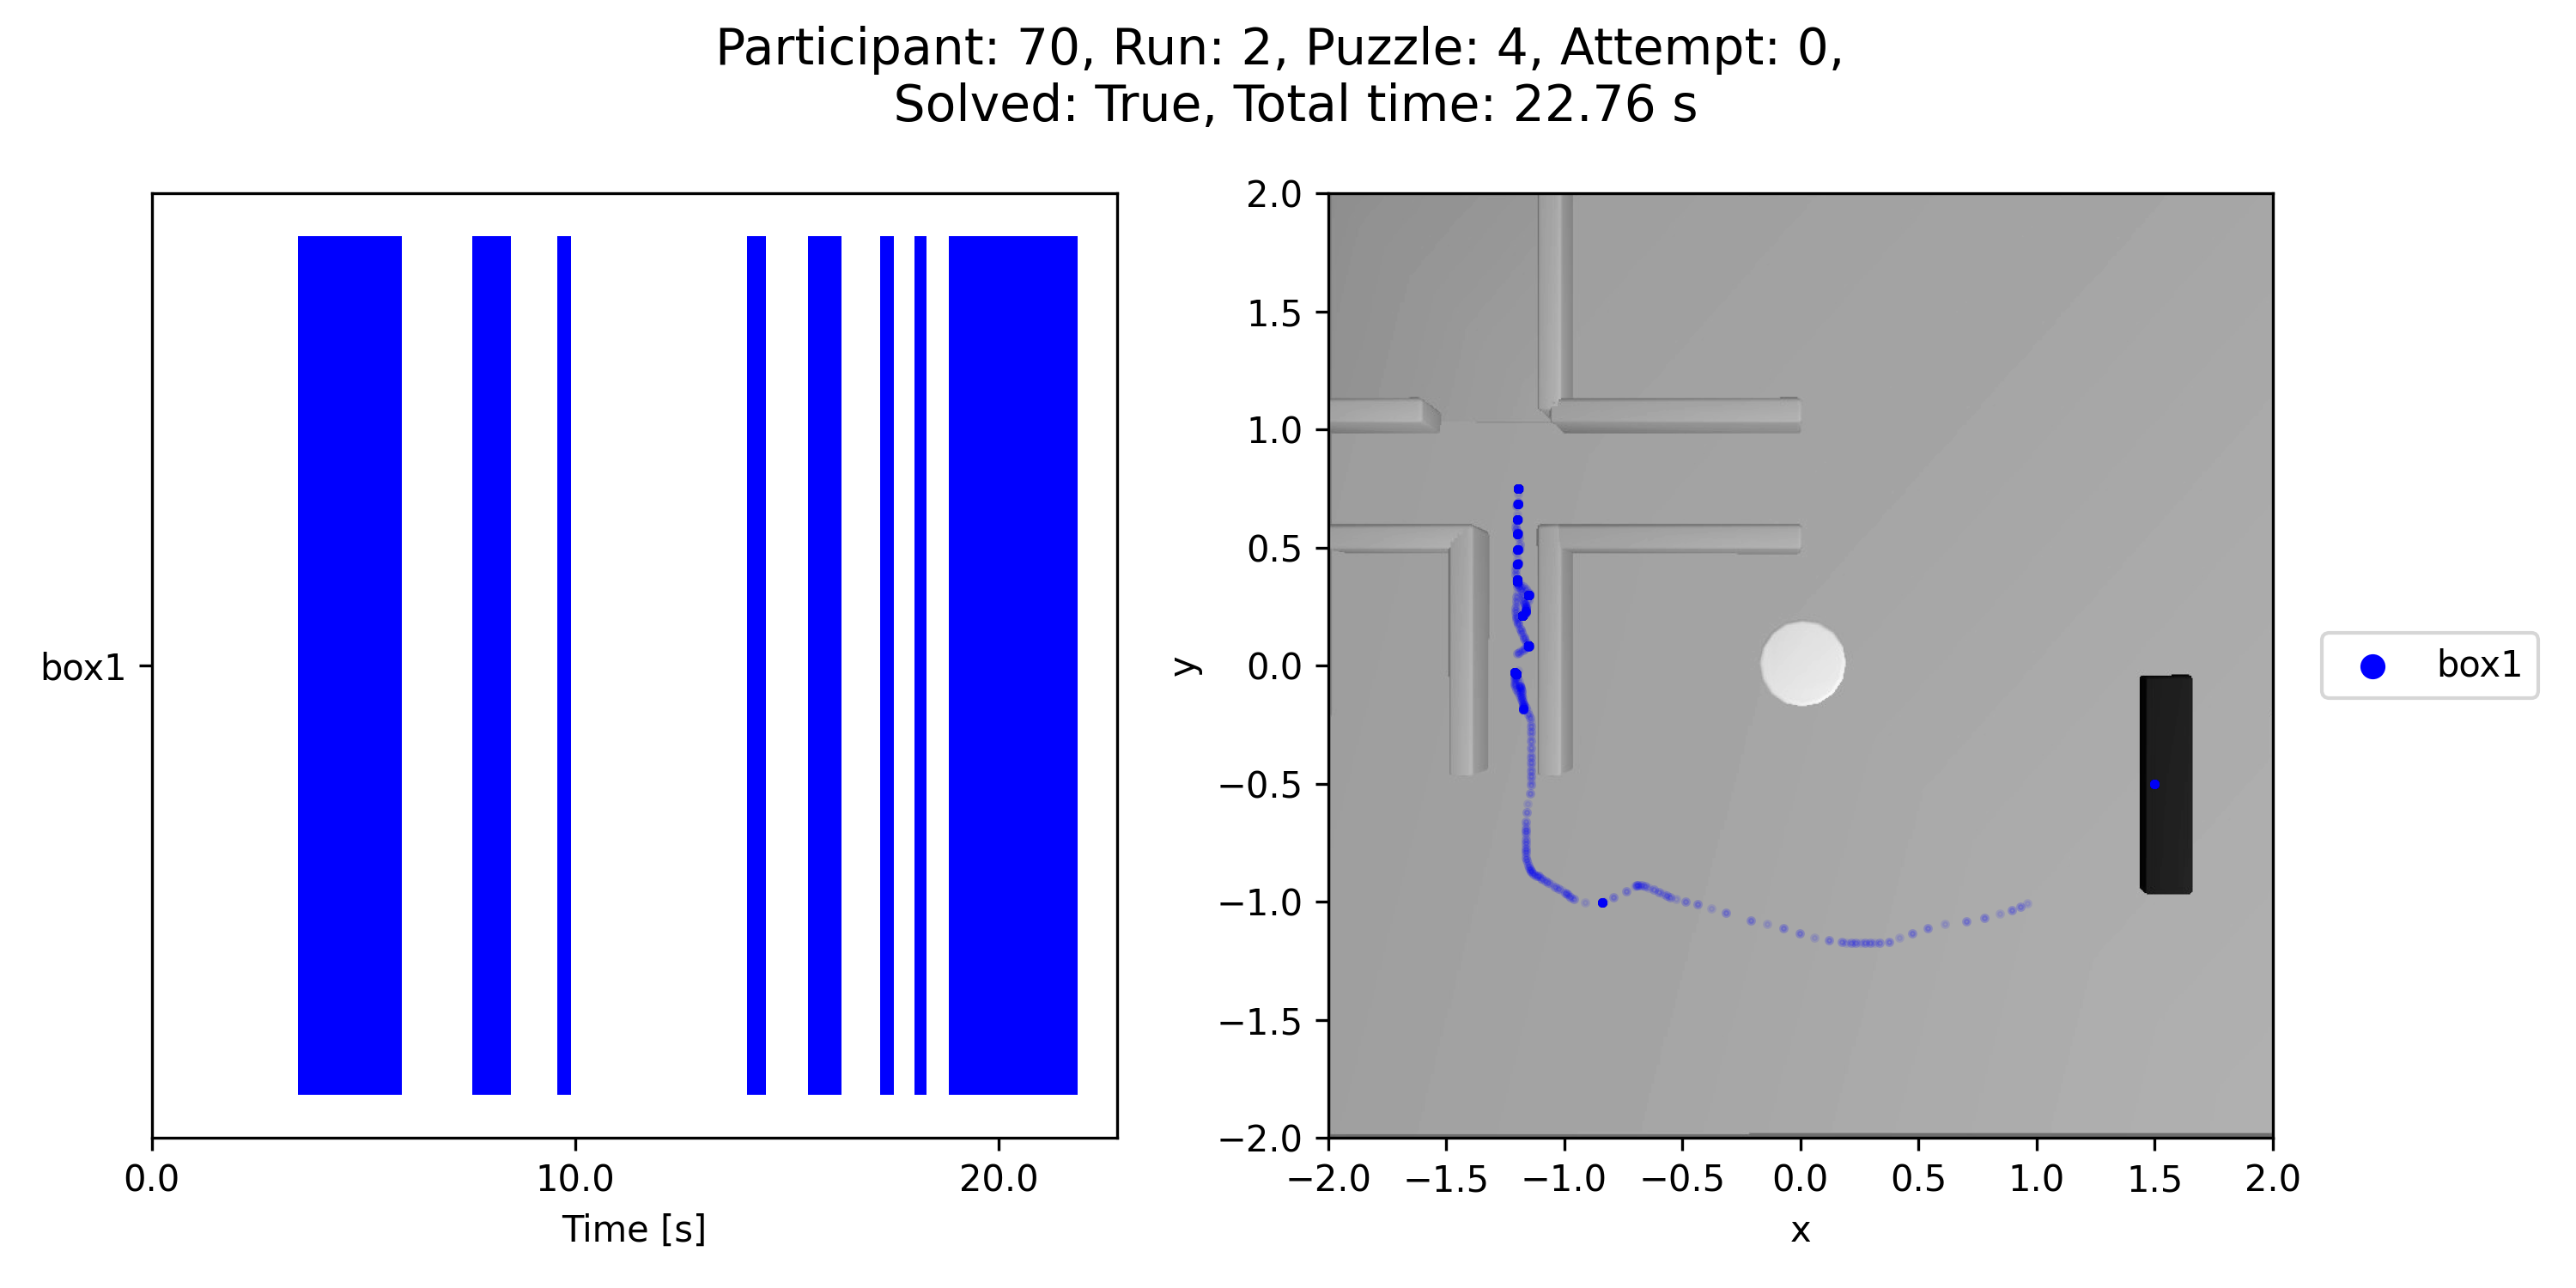 Participant: 70, Run: 2, Puzzle: 4, Attempt: 0,
Solved: True, Total time: 22.76 s
box1
0.0 10.0 20.0
Time [s]
2.0
1.5
1.0
0.5
0.0
−0.5
−1.0
−1.5
−2.0
y
−2.0 −1.5 −1.0 −0.5 0.0 0.5 1.0 1.5 2.0
x
box1